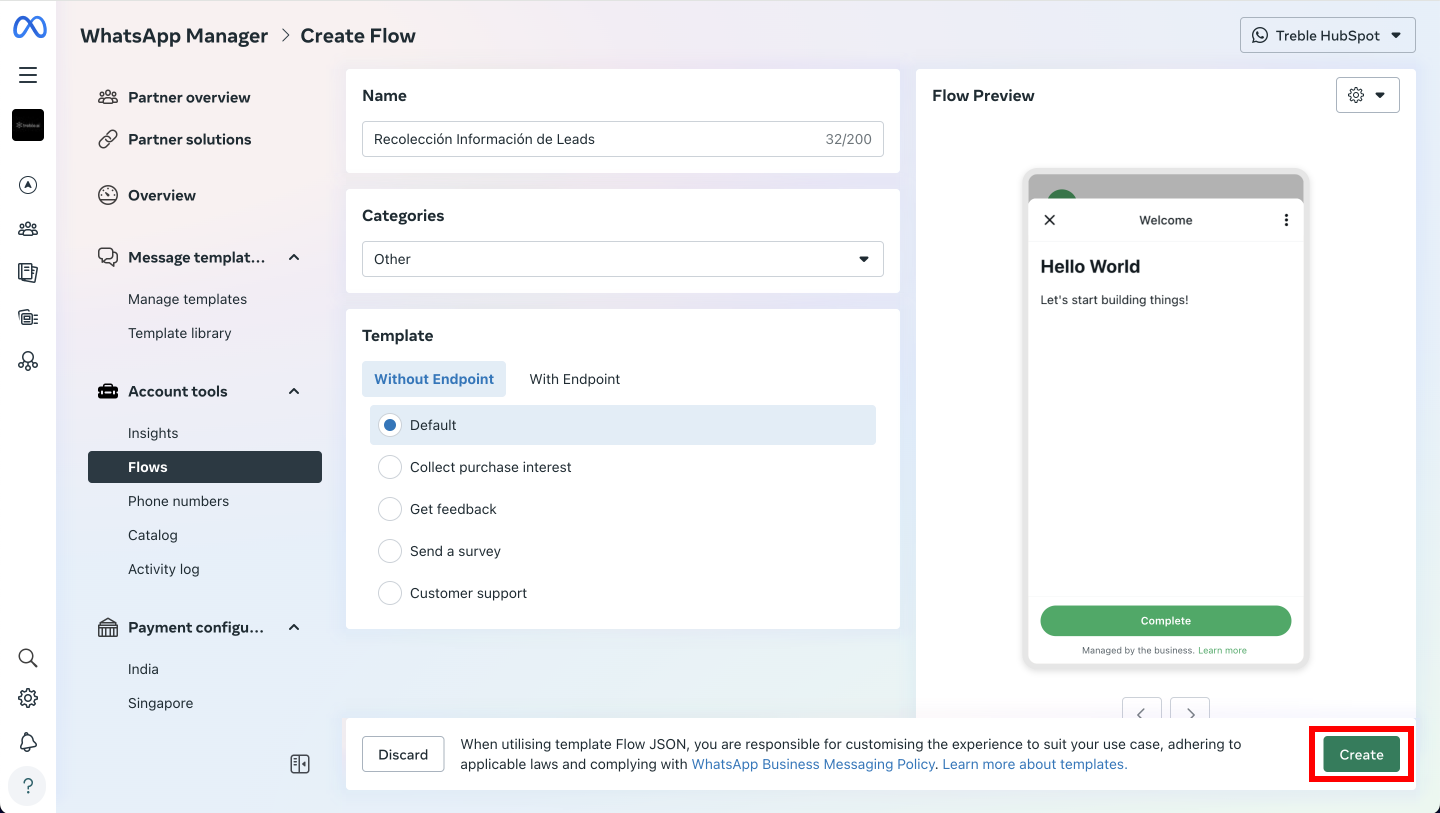 WhatsApp Manager > Create Flow
Treble HubSpot
Partner overview
Partner solutions
Overview
Message templat...
Manage templates
Template library
Account tools
Insights
Flows
Phone numbers
Catalog
Activity log
Payment configu...
India
Singapore
Name
Recolección Información de Leads
32/200
Categories
Other
Template
Without Endpoint
With Endpoint
Default
Collect purchase interest
Get feedback
Send a survey
Customer support
Flow Preview
Welcome
Hello World
Let's start building things!
Complete
Managed by the business. Learn more
Discard
When utilising template Flow JSON, you are responsible for customising the experience to suit your use case, adhering to
applicable laws and complying with WhatsApp Business Messaging Policy. Learn more about templates.
Create